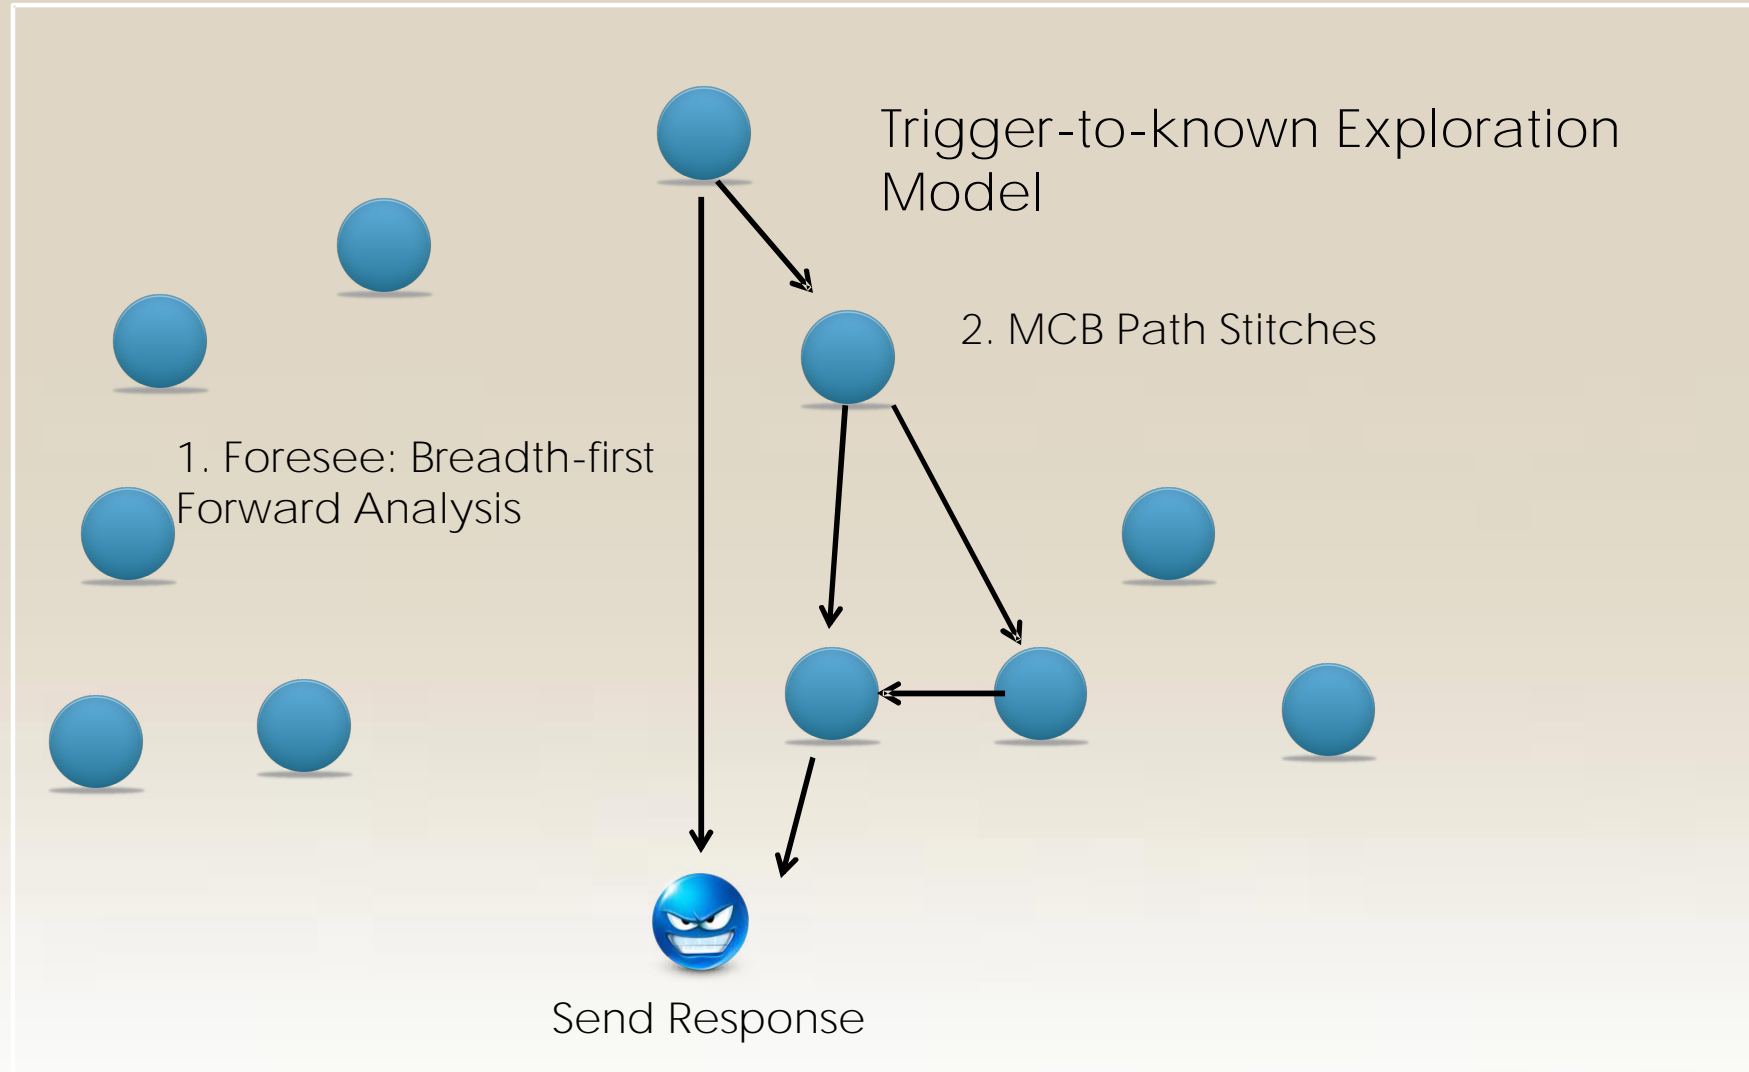 Trigger-to-known Exploration
Model
2. MCB Path Stitches
1. Foresee: Breadth-first
Forward Analysis
Send Response